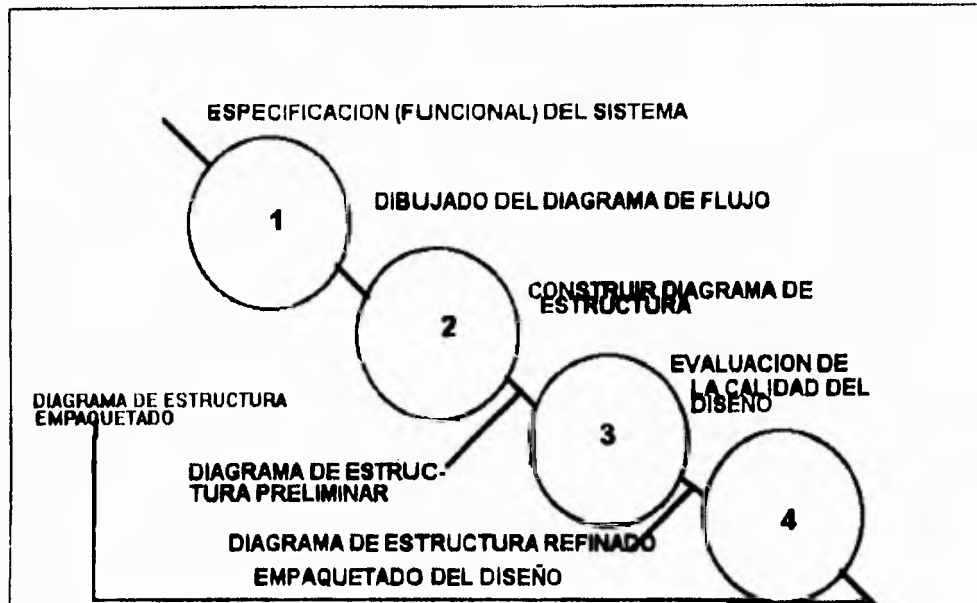 ESPECIFICACION (FUNCIONAL) DEL SISTEMA
1
DIBUJADO DEL DIAGRAMA DE FLUJO
2
CONSTRUIR DIAGRAMA DE
ESTRUCTURA
EVALUACION DE
LA CALIDAD DEL
DISEÑO
3
DIAGRAMA DE ESTRUCTURA
EMPAQUETADO
DIAGRAMA DE ESTRUC-
TURA PRELIMINAR
4
DIAGRAMA DE ESTRUCTURA REFINADO
EMPAQUETADO DEL DISEÑO